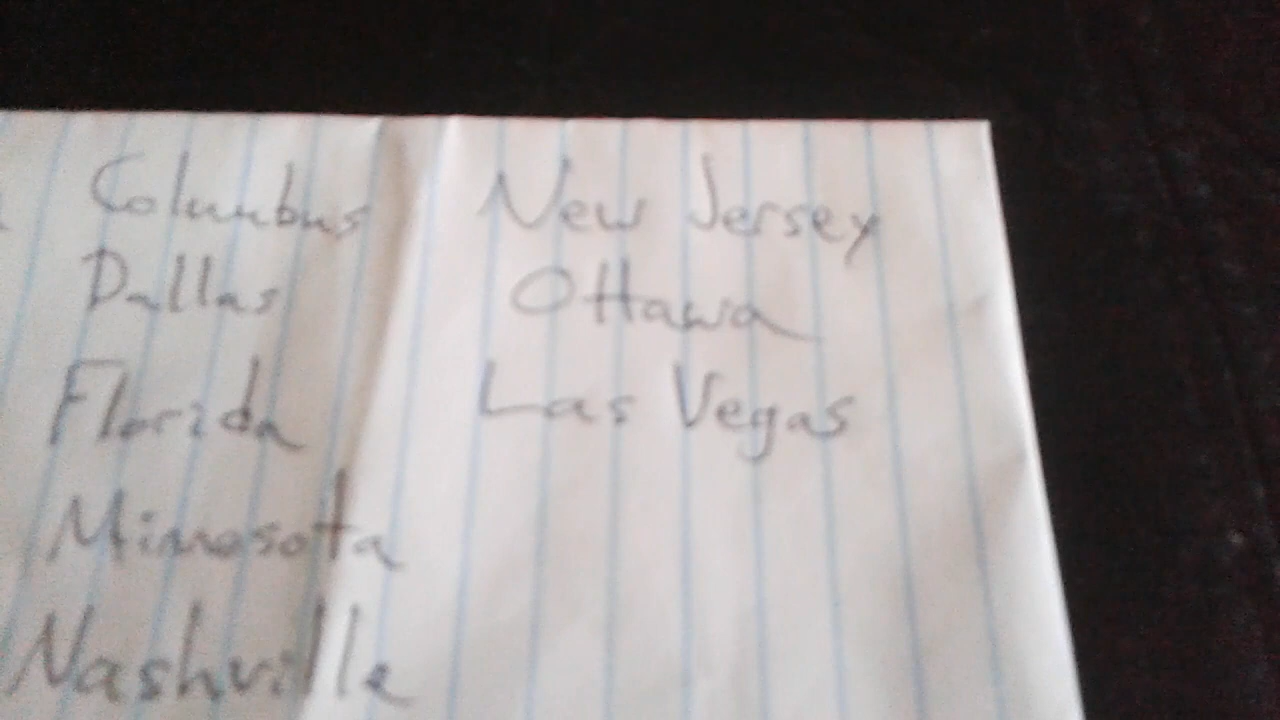 Columbus
Dallas
Florida
Minnesota
Nashville
New Jersey
Ottawa
Las Vegas